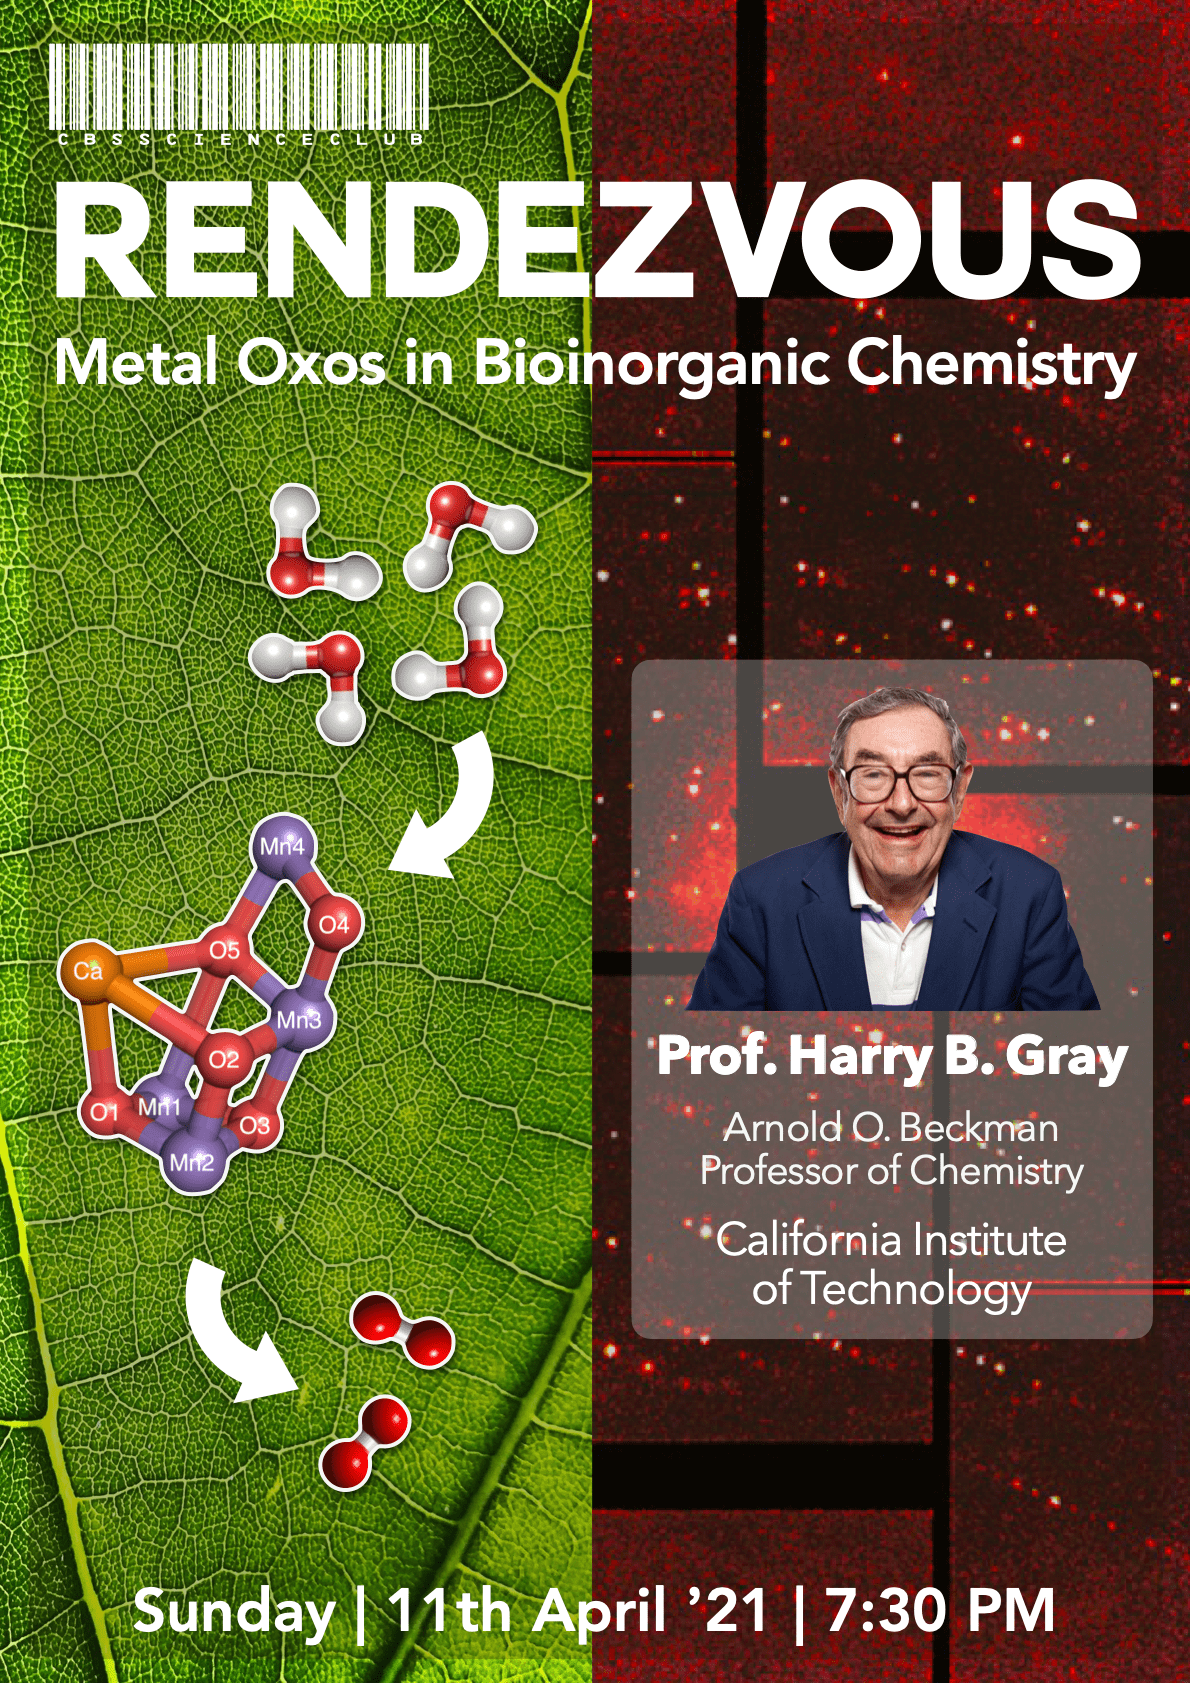 CBSSCIENCECLUB
RENDEZVOUS
Metal Oxos in Bioinorganic Chemistry
Mn4
O4
O5
Ca
Mn3
O2
O1
Mn1
O3
Mn2
Prof. Harry B. Gray
Arnold O. Beckman
Professor of Chemistry
California Institute
of Technology
Sunday | 11th April ’21 | 7:30 PM